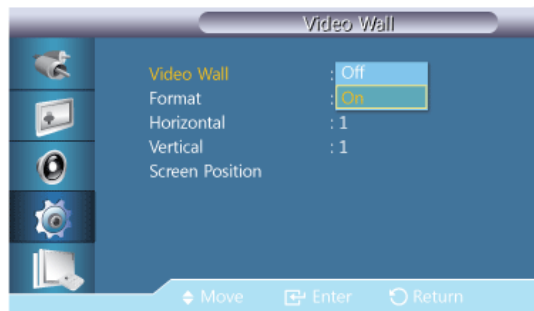 Video Wall
Video Wall : Off
Format : On
Horizontal : 1
Vertical : 1
Screen Position
Move Enter Return